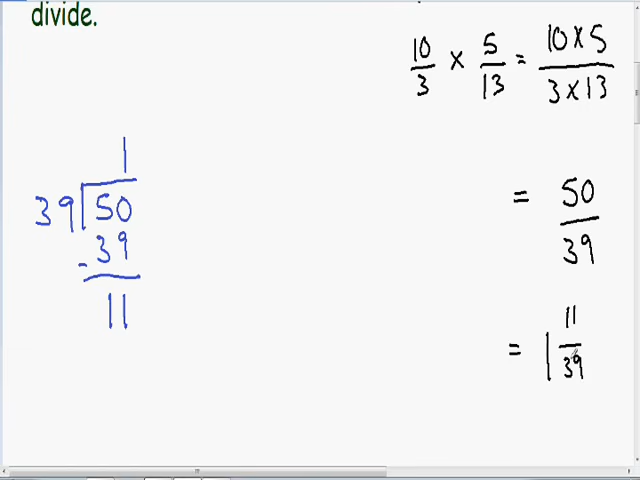 divide.
10/3 × 5/13 = 10 × 5 / 3 × 13
1
39 50
= 50/39
- 39
11
= 1 11/39